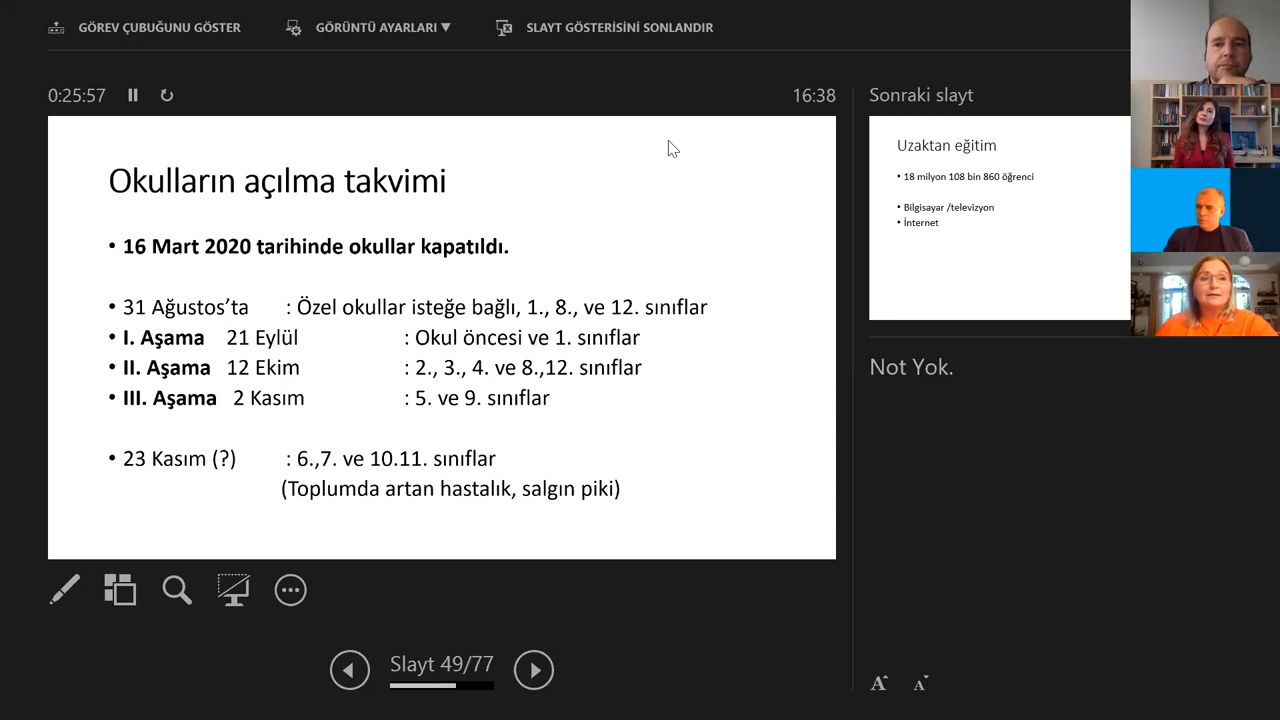 GÖREV ÇUBUĞUNU GÖSTER
GÖRÜNTÜ AYARLARI ▼
SLAYT GÖSTERİSİNİ SONLANDIR
0:25:57
16:38
Okulların açılma takvimi
• 16 Mart 2020 tarihinde okullar kapatıldı.
• 31 Ağustos’ta : Özel okullar isteğe bağlı, 1., 8., ve 12. sınıflar
• I. Aşama 21 Eylül : Okul öncesi ve 1. sınıflar
• II. Aşama 12 Ekim : 2., 3., 4. ve 8.,12. sınıflar
• III. Aşama 2 Kasım : 5. ve 9. sınıflar
• 23 Kasım (?) : 6.,7. ve 10.11. sınıflar
(Toplumda artan hastalık, salgın piki)
Slayt 49/77
Sonraki slayt
Uzaktan eğitim
• 18 milyon 108 bin 860 öğrenci
• Bilgisayar /televizyon
• İnternet
Not Yok.
A A